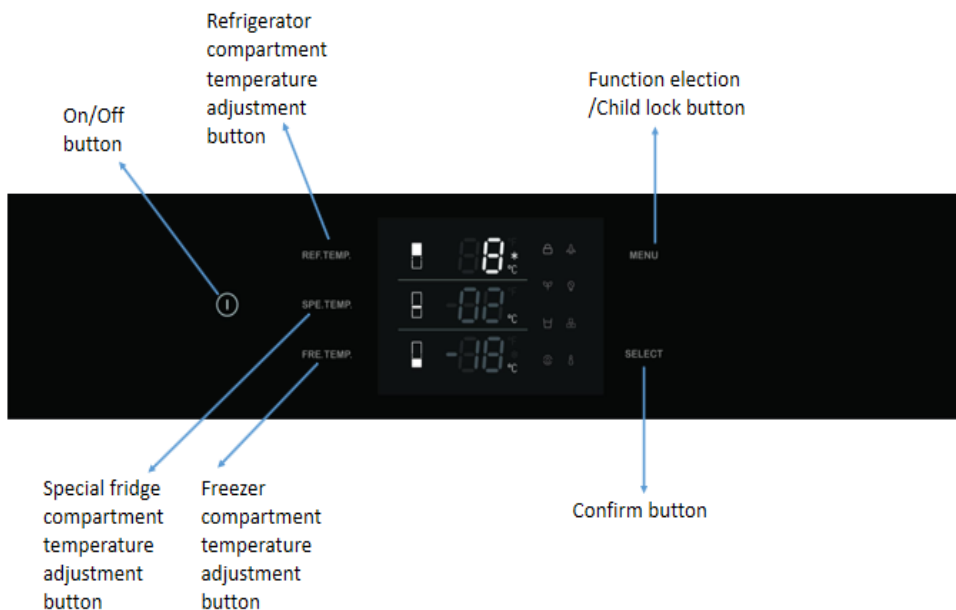 Refrigerator
compartment
temperature
adjustment
button
Function election
/Child lock button
On/Off
button
REF.TEMP.
8
°C
MENU
SPE.TEMP.
-02
°C
FRE.TEMP.
-18
°C
SELECT
Special fridge
compartment
temperature
adjustment
button
Freezer
compartment
temperature
adjustment
button
Confirm button